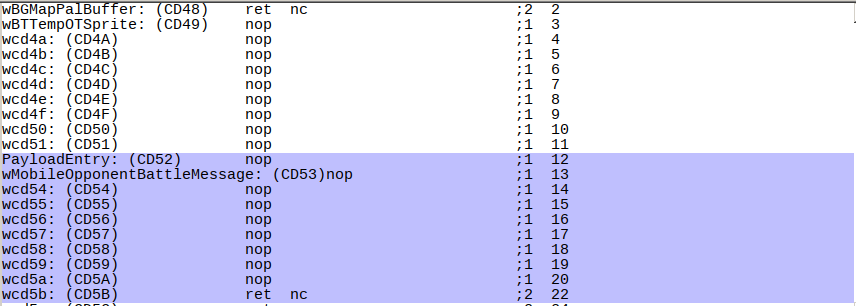 wBGMapPalBuffer: (CD48) ret nc ;2 2
wBTTempOTSprite: (CD49) nop ;1 3
wcd4a: (CD4A) nop ;1 4
wcd4b: (CD4B) nop ;1 5
wcd4c: (CD4C) nop ;1 6
wcd4d: (CD4D) nop ;1 7
wcd4e: (CD4E) nop ;1 8
wcd4f: (CD4F) nop ;1 9
wcd50: (CD50) nop ;1 10
wcd51: (CD51) nop ;1 11
PayloadEntry: (CD52) nop ;1 12
wMobileOpponentBattleMessage: (CD53)nop ;1 13
wcd54: (CD54) nop ;1 14
wcd55: (CD55) nop ;1 15
wcd56: (CD56) nop ;1 16
wcd57: (CD57) nop ;1 17
wcd58: (CD58) nop ;1 18
wcd59: (CD59) nop ;1 19
wcd5a: (CD5A) nop ;1 20
wcd5b: (CD5B) ret nc ;2 22